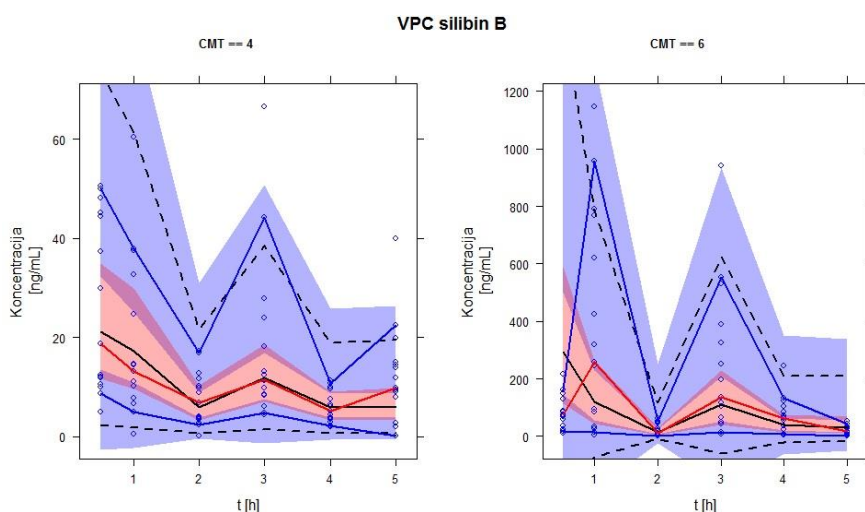 VPC silibin B
CMT == 4
CMT == 6
Koncentracija
[ng/mL]
60
40
20
0
1
2
3
4
5
t [h]
Koncentracija
[ng/mL]
1200
1000
800
600
400
200
0
1
2
3
4
5
t [h]